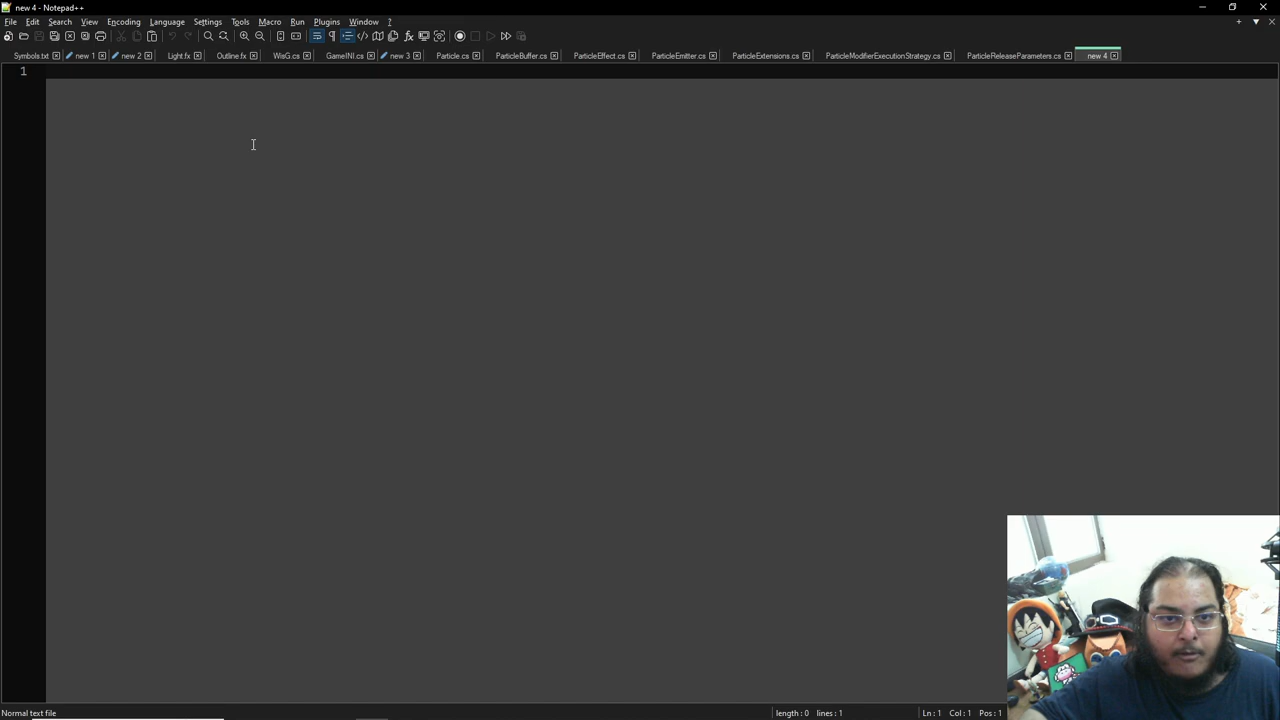 new 4 - Notepad++
File Edit Search View Encoding Language Settings Tools Macro Run Plugins Window ?
Symbols.txt new 1 new 2 Light.fx Outline.fx WisG.cs GameINI.cs new 3 Particle.cs ParticleBuffer.cs ParticleEffect.cs ParticleEmitter.cs ParticleExtensions.cs ParticleModifierExecutionStrategy.cs ParticleReleaseParameters.cs new 4
1
Normal text file length : 0 lines : 1 Ln : 1 Col : 1 Pos : 1